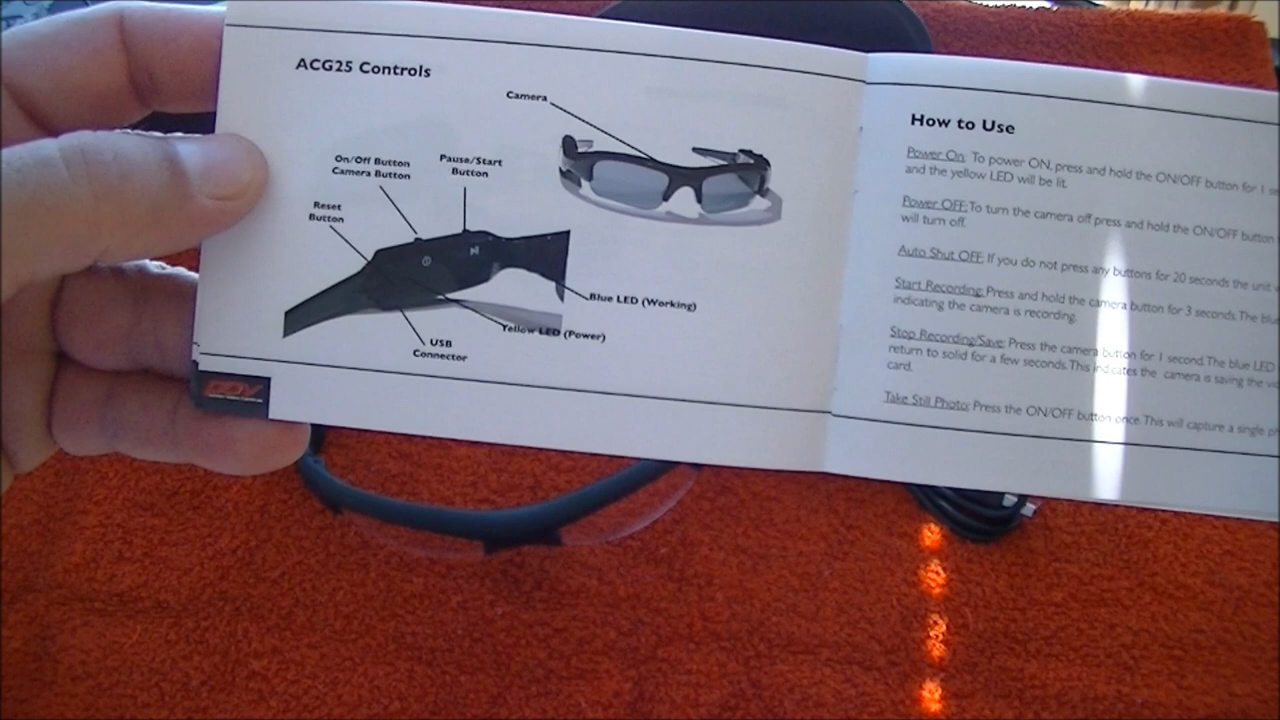 ACG25 Controls
Camera
On/Off Button
Camera Button
Pause/Start
Button
Reset
Button
Blue LED (Working)
Yellow LED (Power)
USB
Connector
How to Use
Power On: To power ON, press and hold the ON/OFF button for 1
and the yellow LED will be lit.
Power OFF: To turn the camera off press and hold the ON/OFF button
will turn off.
Auto Shut OFF: If you do not press any buttons for 20 seconds the unit
Start Recording: Press and hold the camera button for 3 seconds. The blue
indicating the camera is recording.
Stop Recording/Save: Press the camera button for 1 second. The blue LED
return to solid for a few seconds. This indicates the camera is saving the
card.
Take Still Photo: Press the ON/OFF button once. This will capture a single